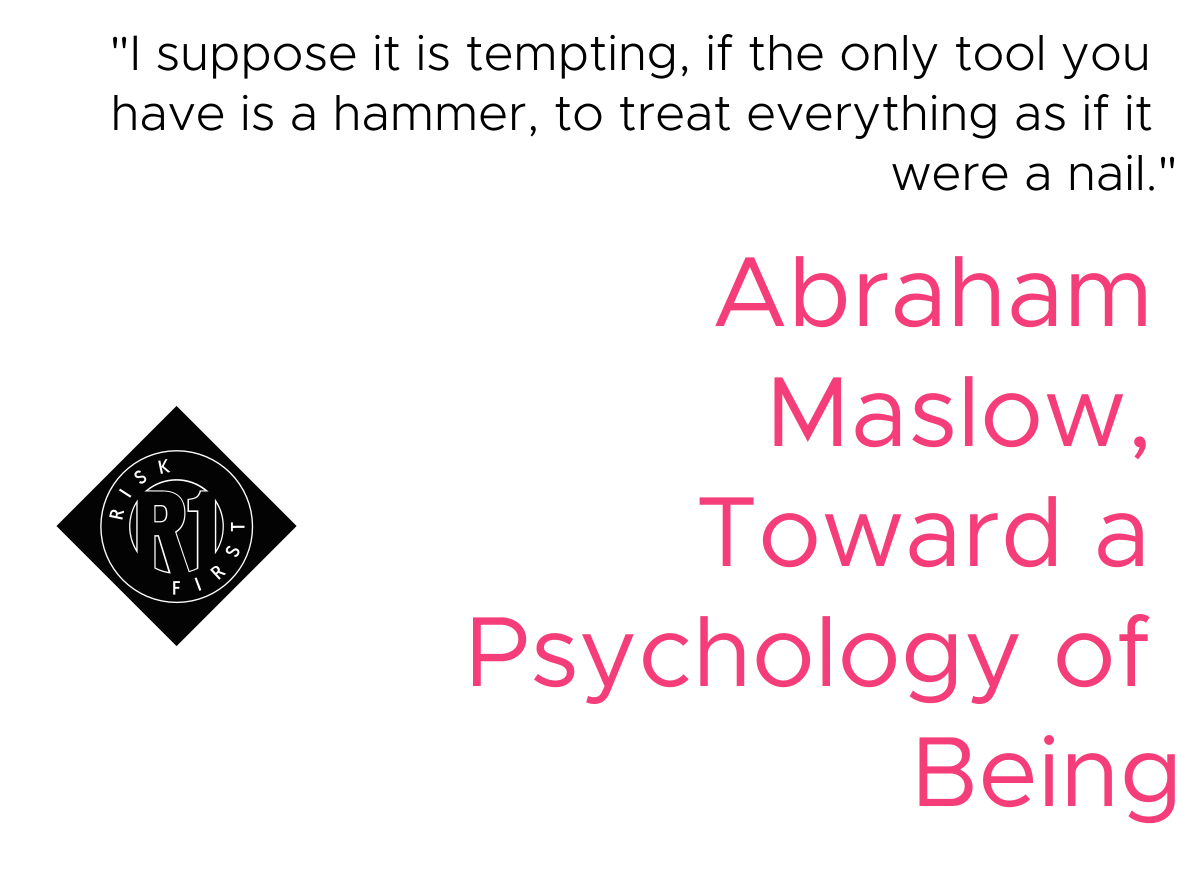 "I suppose it is tempting, if the only tool you
have is a hammer, to treat everything as if it
were a nail."
Abraham
Maslow,
Toward a
Psychology of
Being
RISK
R1
FIRST